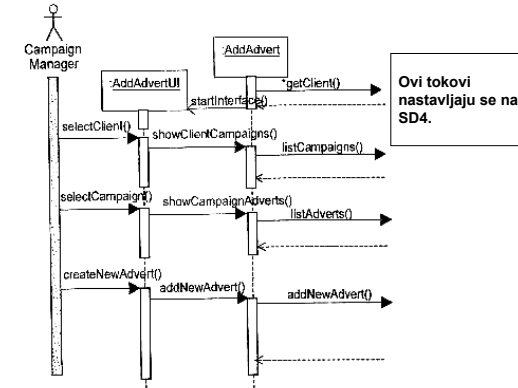 Campaign
Manager
:AddAdvertUI
:AddAdvert
*getClient()
startInterface()
Ovi tokovi
nastavljaju se na
SD4.
selectClient()
showClientCampaigns()
listCampaigns()
selectCampaign()
showCampaignAdverts()
listAdverts()
createNewAdvert()
addNewAdvert()
addNewAdvert()